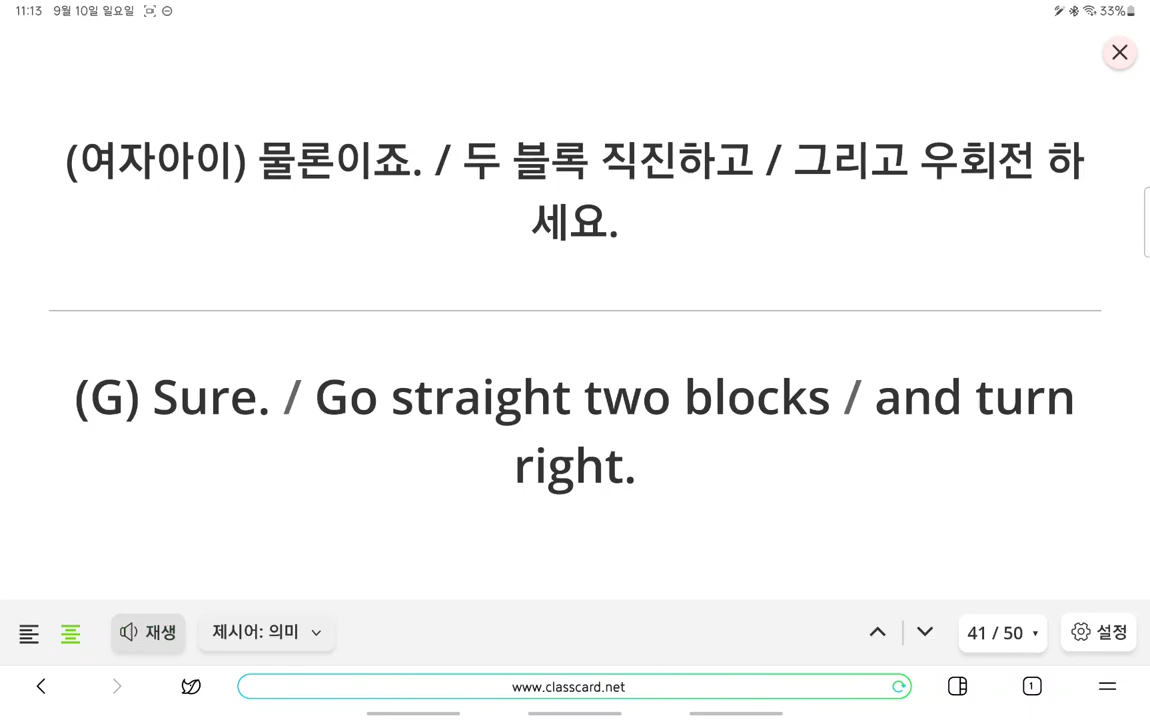 11:13 9월 10일 일요일
33%
(여자아이) 물론이죠. / 두 블록 직진하고 / 그리고 우회전 하
세요.
(G) Sure. / Go straight two blocks / and turn
right.
재생 제시어: 의미 41 / 50 설정
www.classcard.net 1